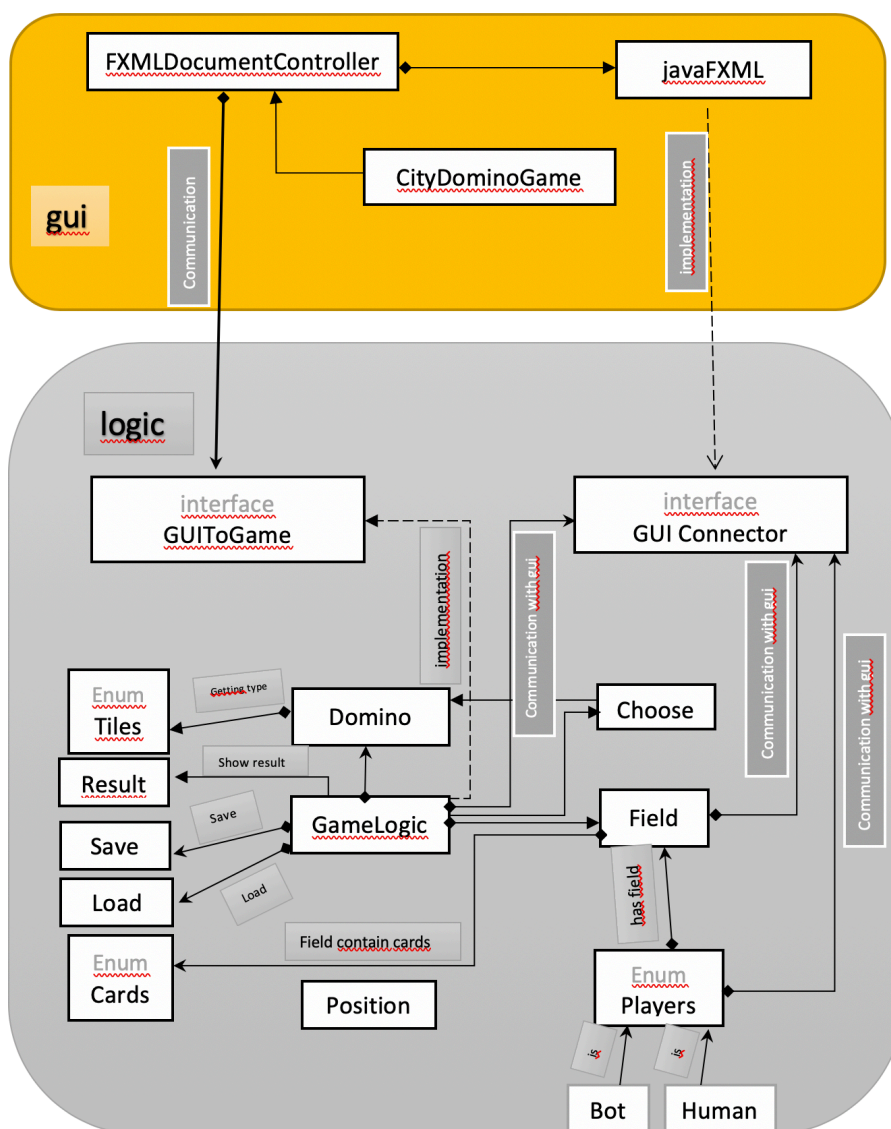 FXMLDocumentController
javaFXML
CityDominoGame
gui
Communication
implementation
logic
interface
GUIToGame
interface
GUI Connector
implementation
Communication with gui
Communication with gui
Communication with gui
Enum
Tiles
Getting type
Domino
Choose
Result
Show result
Save
GameLogic
Field
Save
Load
Load
has field
Field contain cards
Enum
Cards
Position
Enum
Players
is
is
Bot
Human